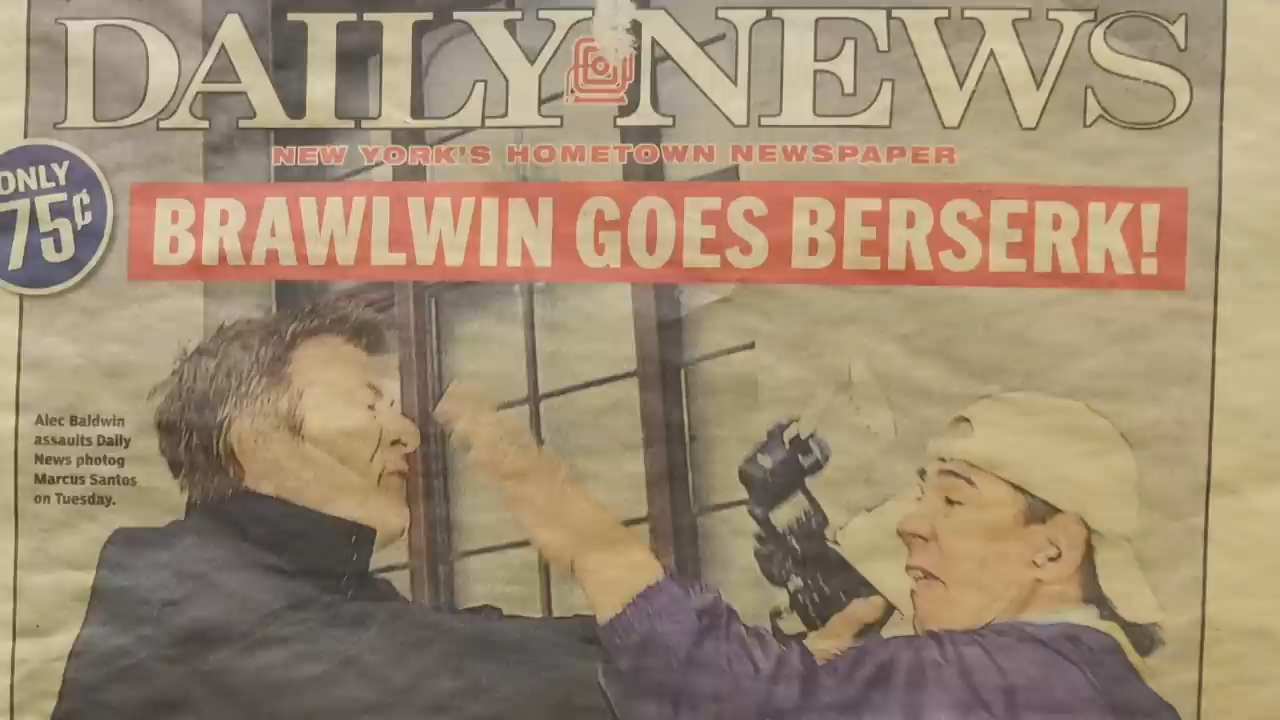 DAILY NEWS
NEW YORK'S HOMETOWN NEWSPAPER
ONLY
75¢
BRAWLWIN GOES BERSERK!
Alec Baldwin
assaults Daily
News photog
Marcus Santos
on Tuesday.